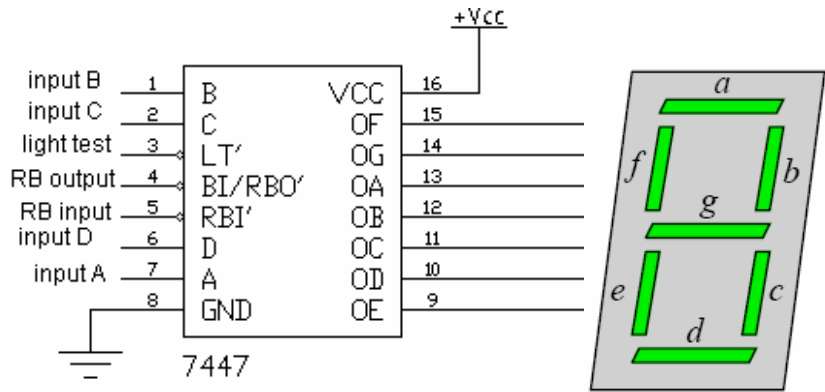 +Vcc
input B 1 B VCC 16
input C 2 C OF 15
light test 3 LT' OG 14
RB output 4 BI/RBO' OA 13
RB input 5 RBI' OB 12
input D 6 D OC 11
input A 7 A OD 10
8 GND OE 9
7447
a
f b
g
e c
d